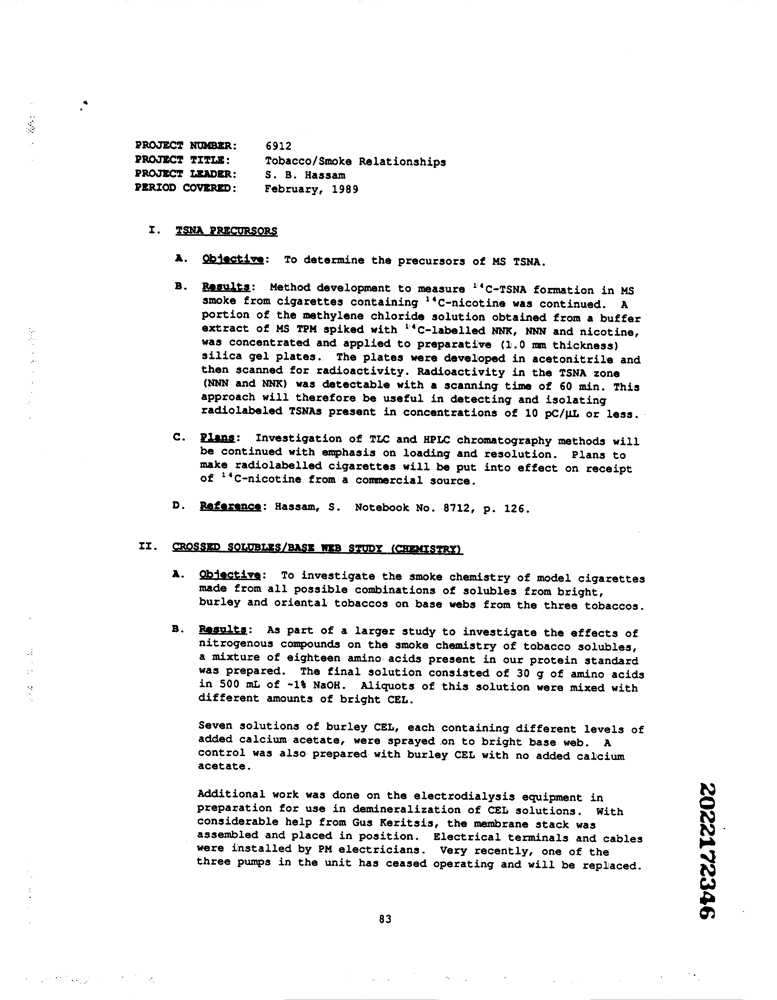 PROJECT NUMBER: 6912
PROJECT TITLE: Tobacco/Smoke Relationships
PROJECT LEADER: S. B. Hassam
PERIOD COVERED: February, 1989
I. TSNA PRECURSORS
A. Objective: To determine the precursors of MS TSNA.
B. Results: Method development to measure ¹⁴C-TSNA formation in MS
smoke from cigarettes containing ¹⁴C-nicotine was continued. A
portion of the methylene chloride solution obtained from a buffer
extract of MS TPM spiked with ¹⁴C-labelled NNK, NNN and nicotine,
was concentrated and applied to preparative (1.0 mm thickness)
silica gel plates. The plates were developed in acetonitrile and
then scanned for radioactivity. Radioactivity in the TSNA zone
(NNN and NNK) was detectable with a scanning time of 60 min. This
approach will therefore be useful in detecting and isolating
radiolabeled TSNAs present in concentrations of 10 pC/µL or less.
C. Plans: Investigation of TLC and HPLC chromatography methods will
be continued with emphasis on loading and resolution. Plans to
make radiolabelled cigarettes will be put into effect on receipt
of ¹⁴C-nicotine from a commercial source.
D. Reference: Hassam, S. Notebook No. 8712, p. 126.
II. CROSSED SOLUBLES/BASE WEB STUDY (CHEMISTRY)
A. Objective: To investigate the smoke chemistry of model cigarettes
made from all possible combinations of solubles from bright,
burley and oriental tobaccos on base webs from the three tobaccos.
B. Results: As part of a larger study to investigate the effects of
nitrogenous compounds on the smoke chemistry of tobacco solubles,
a mixture of eighteen amino acids present in our protein standard
was prepared. The final solution consisted of 30 g of amino acids
in 500 mL of ~1% NaOH. Aliquots of this solution were mixed with
different amounts of bright CEL.
Seven solutions of burley CEL, each containing different levels of
added calcium acetate, were sprayed on to bright base web. A
control was also prepared with burley CEL with no added calcium
acetate.
Additional work was done on the electrodialysis equipment in
preparation for use in demineralization of CEL solutions. With
considerable help from Gus Keritsis, the membrane stack was
assembled and placed in position. Electrical terminals and cables
were installed by PM electricians. Very recently, one of the
three pumps in the unit has ceased operating and will be replaced.
83
2022172346